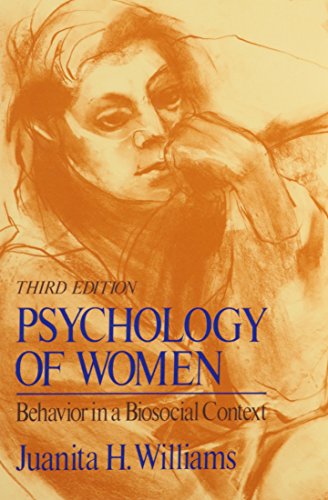 THIRD EDITION
PSYCHOLOGY
OF WOMEN
Behavior in a Biosocial Context
Juanita H. Williams